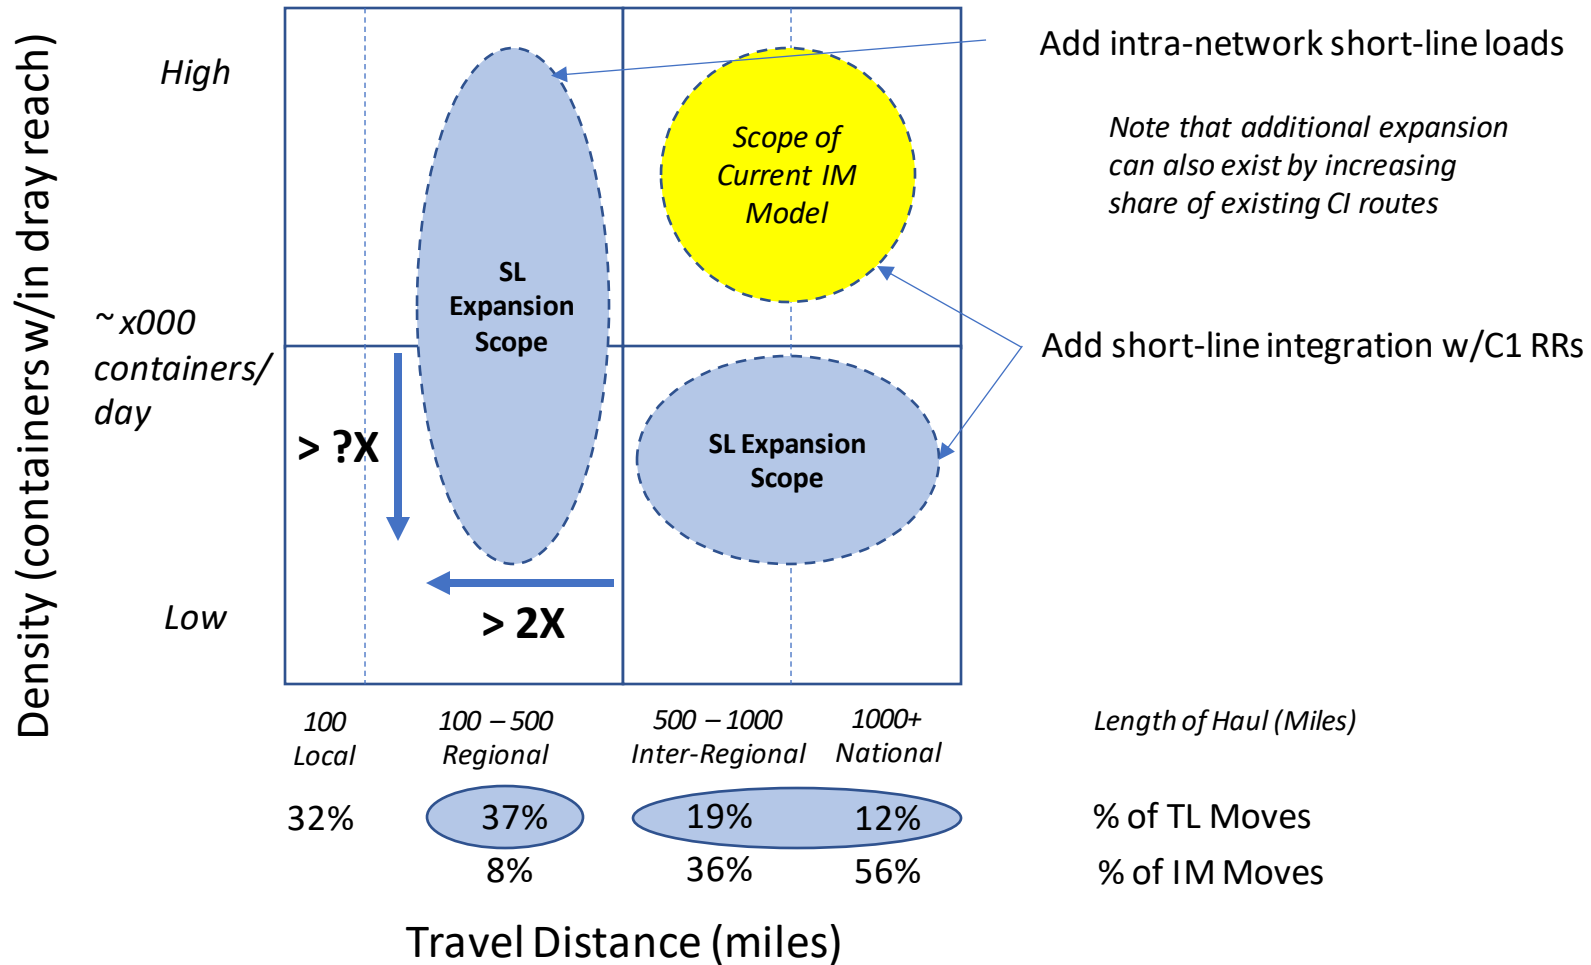 Density (containers w/in dray reach)
High
~ x000
containers/
day
Low
SL
Expansion
Scope
Scope of
Current IM
Model
SL Expansion
Scope
> ?X
> 2X
Add intra-network short-line loads
Note that additional expansion
can also exist by increasing
share of existing CI routes
Add short-line integration w/C1 RRs
100
Local
100 – 500
Regional
500 – 1000
Inter-Regional
1000+
National
Length of Haul (Miles)
32% 37% 19% 12% % of TL Moves
8% 36% 56% % of IM Moves
Travel Distance (miles)